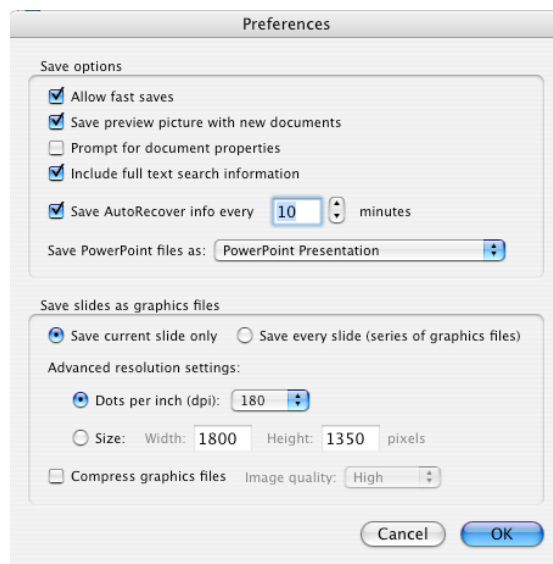 Preferences
Save options
Allow fast saves
Save preview picture with new documents
Prompt for document properties
Include full text search information
Save AutoRecover info every 10 minutes
Save PowerPoint files as: PowerPoint Presentation
Save slides as graphics files
Save current slide only Save every slide (series of graphics files)
Advanced resolution settings:
Dots per inch (dpi): 180
Size: Width: 1800 Height: 1350 pixels
Compress graphics files Image quality: High
Cancel OK